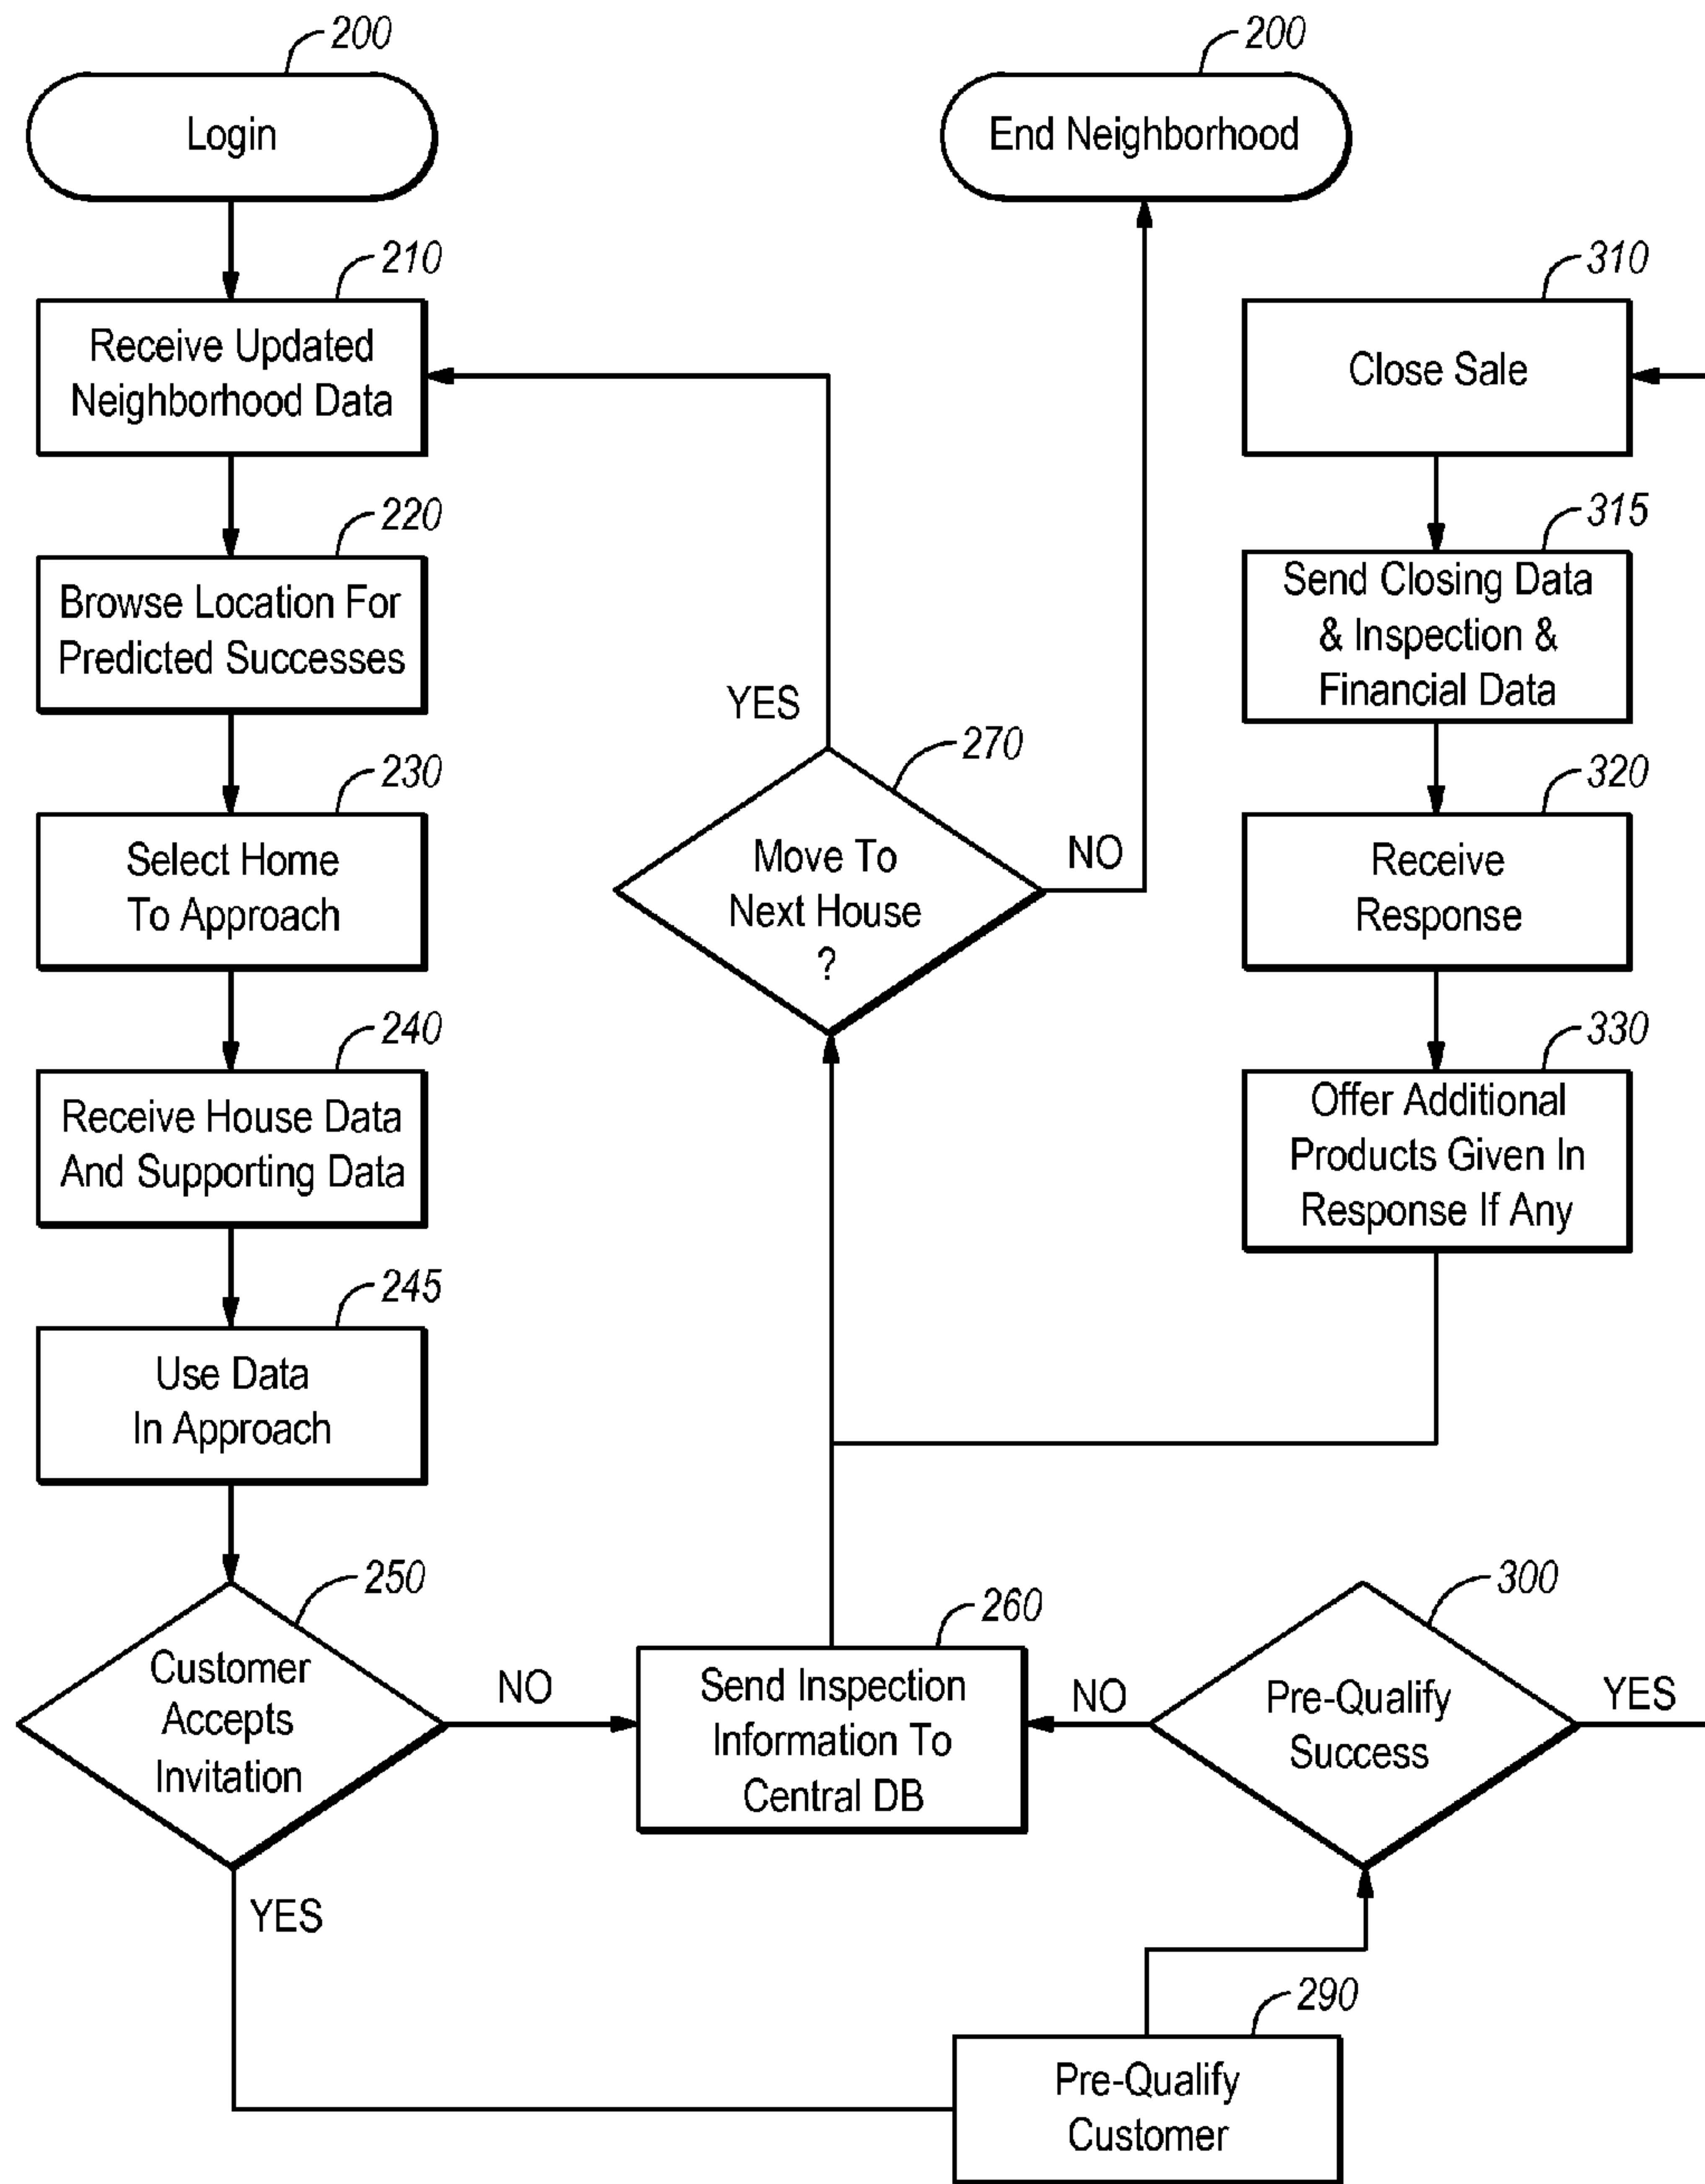 200
Login
210
Receive Updated
Neighborhood Data
220
Browse Location For
Predicted Successes
230
Select Home
To Approach
240
Receive House Data
And Supporting Data
245
Use Data
In Approach
250
Customer
Accepts
Invitation
NO
YES
260
Send Inspection
Information To
Central DB
270
Move To
Next House
?
YES
NO
200
End Neighborhood
290
Pre-Qualify
Customer
300
Pre-Qualify
Success
NO
YES
310
Close Sale
315
Send Closing Data
& Inspection &
Financial Data
320
Receive
Response
330
Offer Additional
Products Given In
Response If Any